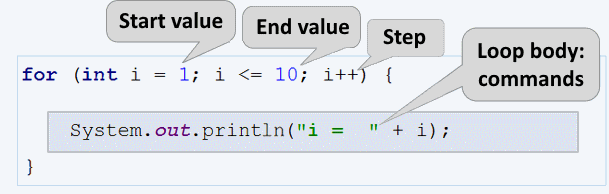 Start value
End value
Step
Loop body:
commands
for (int i = 1; i <= 10; i++) {
System.out.println("i =  " + i);
}